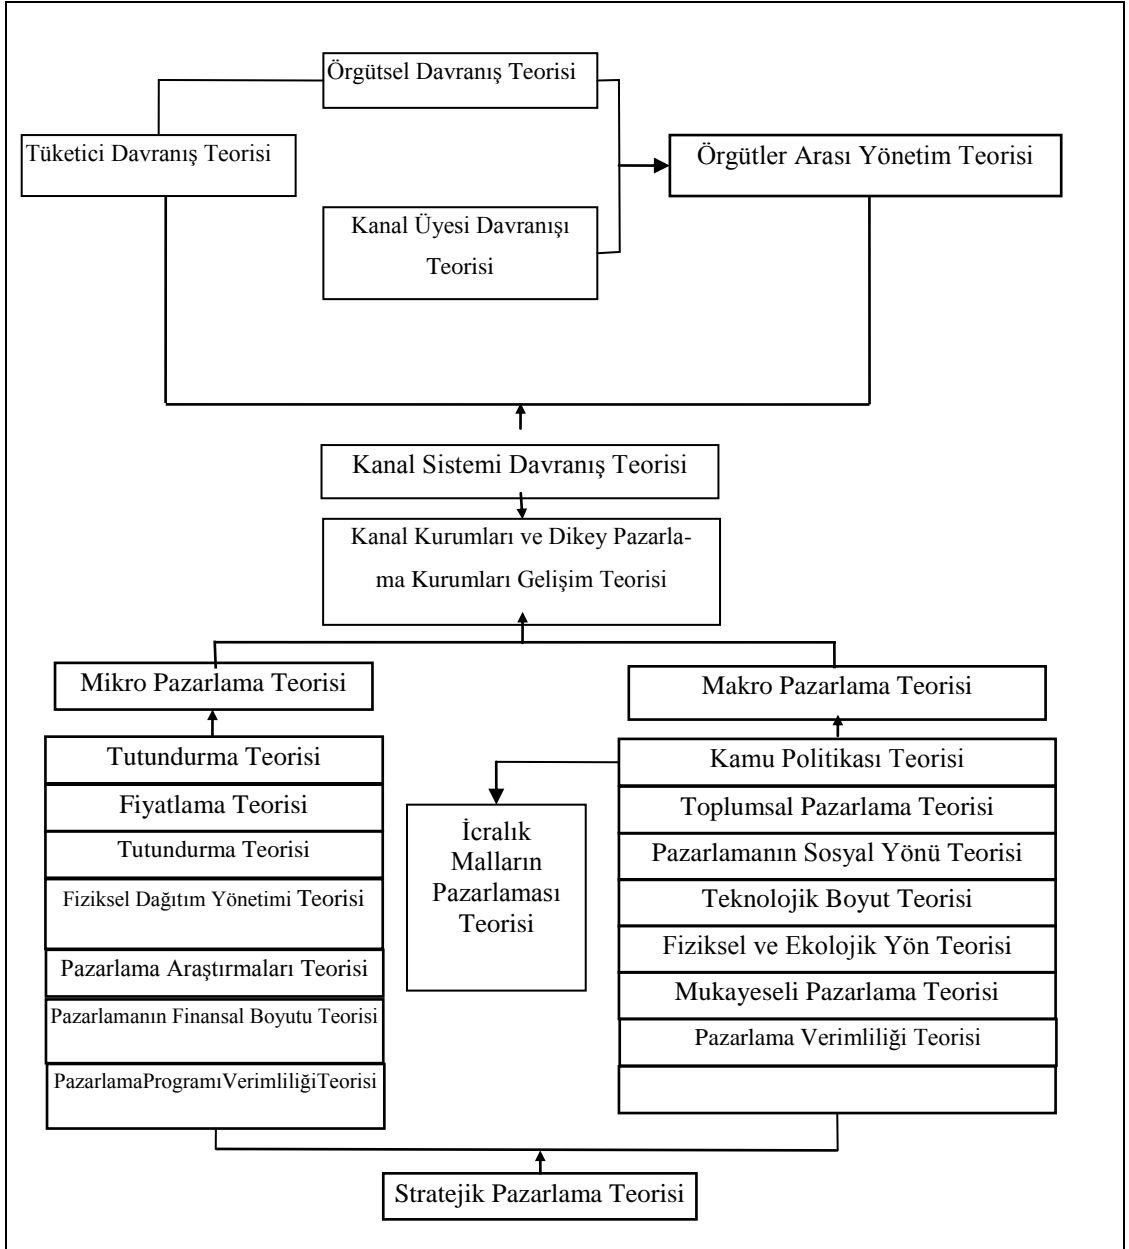 Örgütsel Davranış Teorisi
Tüketici Davranış Teorisi
Örgütler Arası Yönetim Teorisi
Kanal Üyesi Davranışı
Teorisi
Kanal Sistemi Davranış Teorisi
Kanal Kurumları ve Dikey Pazarla-
ma Kurumları Gelişim Teorisi
Mikro Pazarlama Teorisi
Makro Pazarlama Teorisi
Tutundurma Teorisi
Fiyatlama Teorisi
Tutundurma Teorisi
Fiziksel Dağıtım Yönetimi Teorisi
Pazarlama Araştırmaları Teorisi
Pazarlamanın Finansal Boyutu Teorisi
PazarlamaProgramıVerimliliğiTeorisi
İcralık
Malların
Pazarlaması
Teorisi
Kamu Politikası Teorisi
Toplumsal Pazarlama Teorisi
Pazarlamanın Sosyal Yönü Teorisi
Teknolojik Boyut Teorisi
Fiziksel ve Ekolojik Yön Teorisi
Mukayeseli Pazarlama Teorisi
Pazarlama Verimliliği Teorisi
Stratejik Pazarlama Teorisi